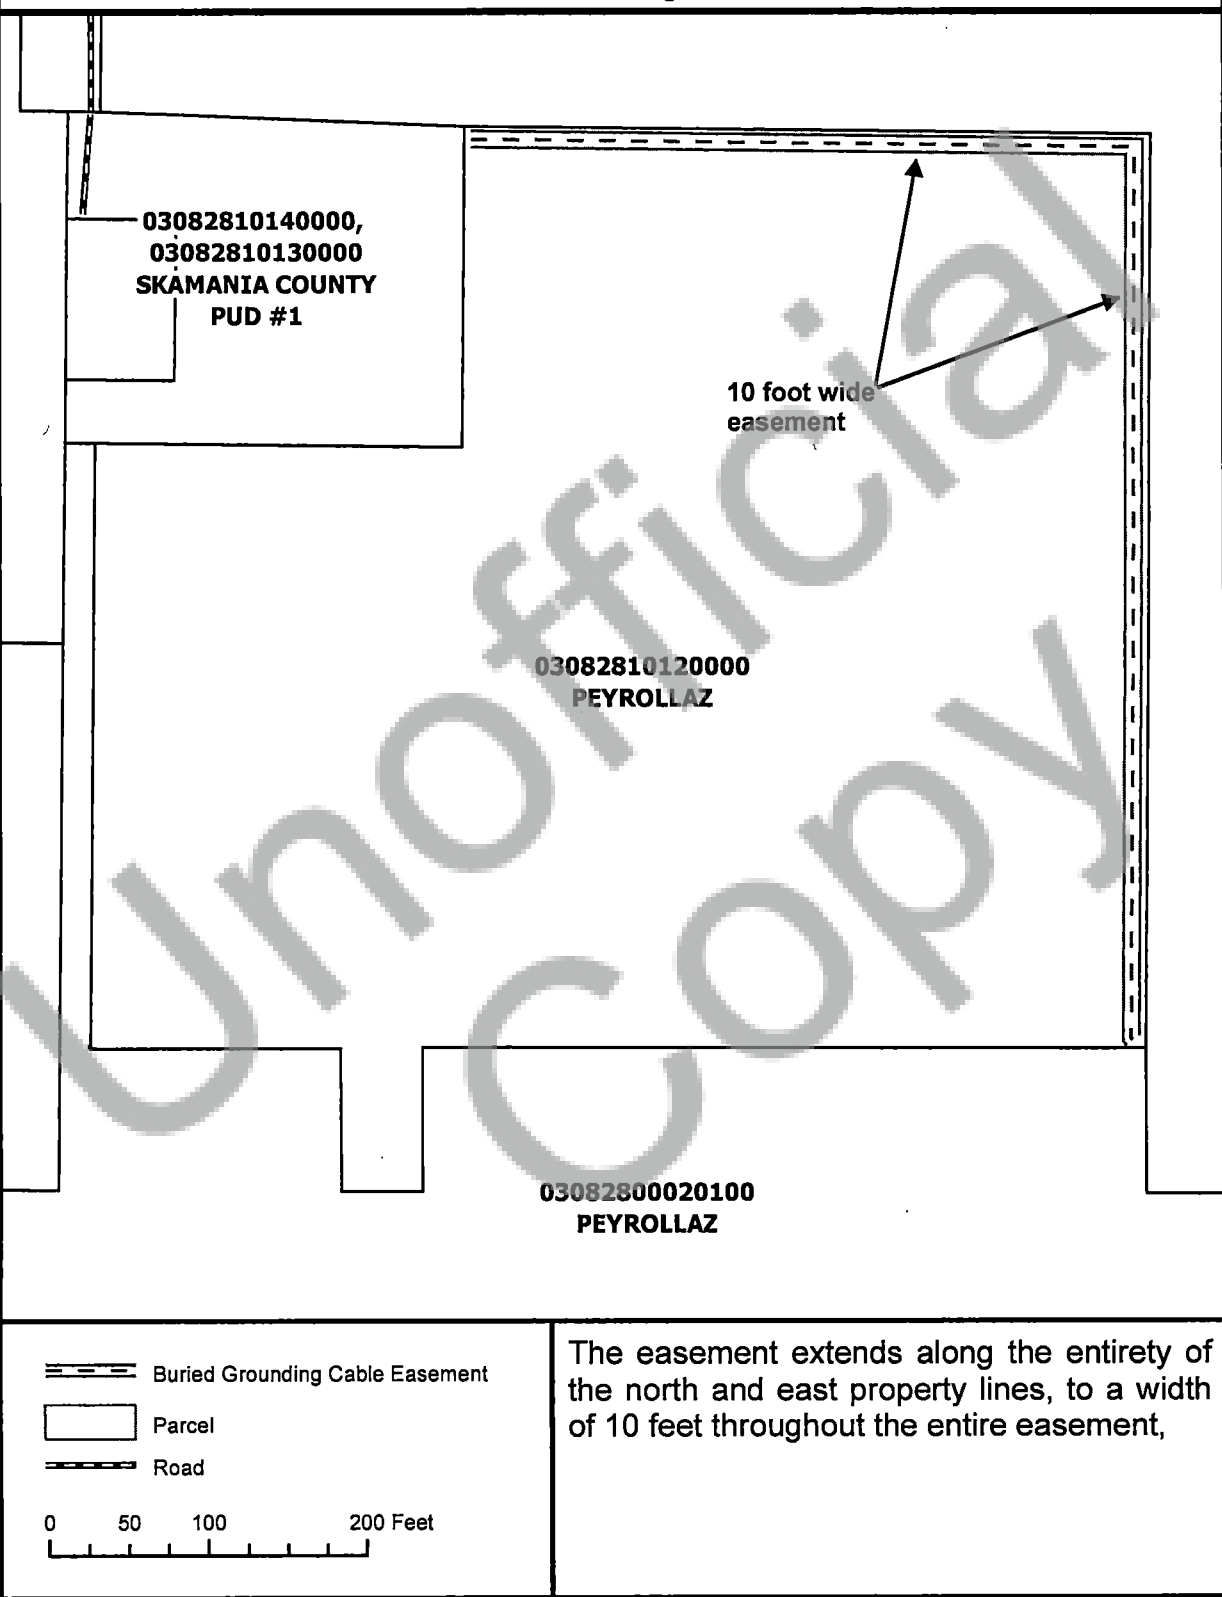 03082810140000,
03082810130000
SKAMANIA COUNTY
PUD #1
10 foot wide
easement
03082810120000
PEYROLLAZ
Unofficial
Copy
03082800020100
PEYROLLAZ
Buried Grounding Cable Easement
Parcel
Road
0 50 100 200 Feet
The easement extends along the entirety of
the north and east property lines, to a width
of 10 feet throughout the entire easement,